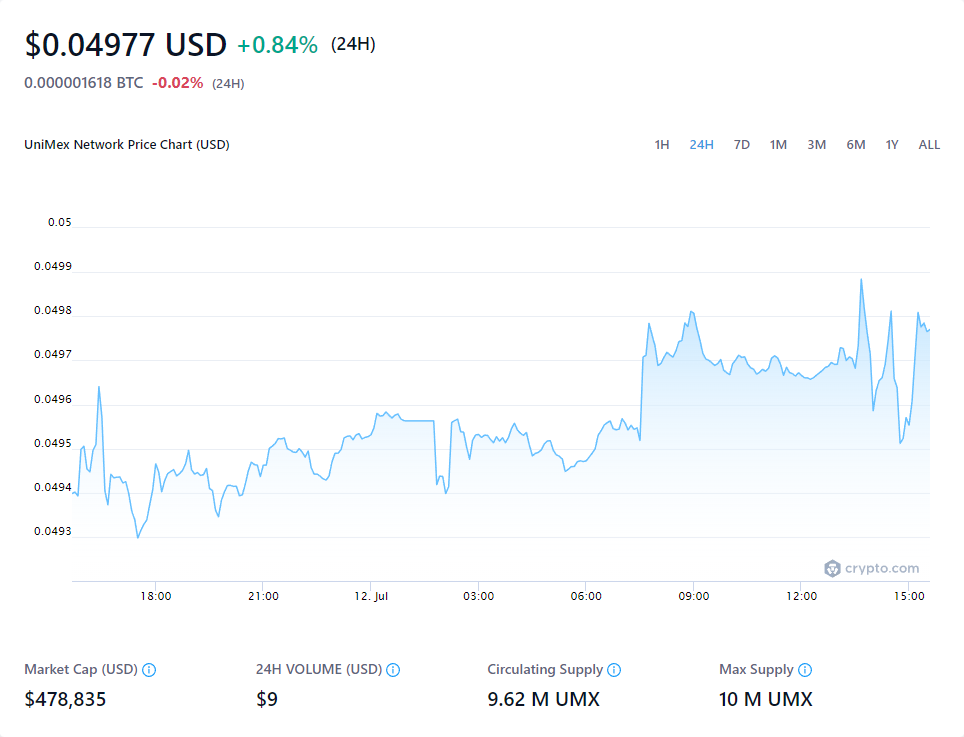 $0.04977 USD +0.84% (24H)
0.000001618 BTC -0.02% (24H)
UniMex Network Price Chart (USD)
1H 24H 7D 1M 3M 6M 1Y ALL
0.05
0.0499
0.0498
0.0497
0.0496
0.0495
0.0494
0.0493
crypto.com
18:00 21:00 12. Jul 03:00 06:00 09:00 12:00 15:00
Market Cap (USD) 24H VOLUME (USD) Circulating Supply Max Supply
$478,835 $9 9.62 M UMX 10 M UMX